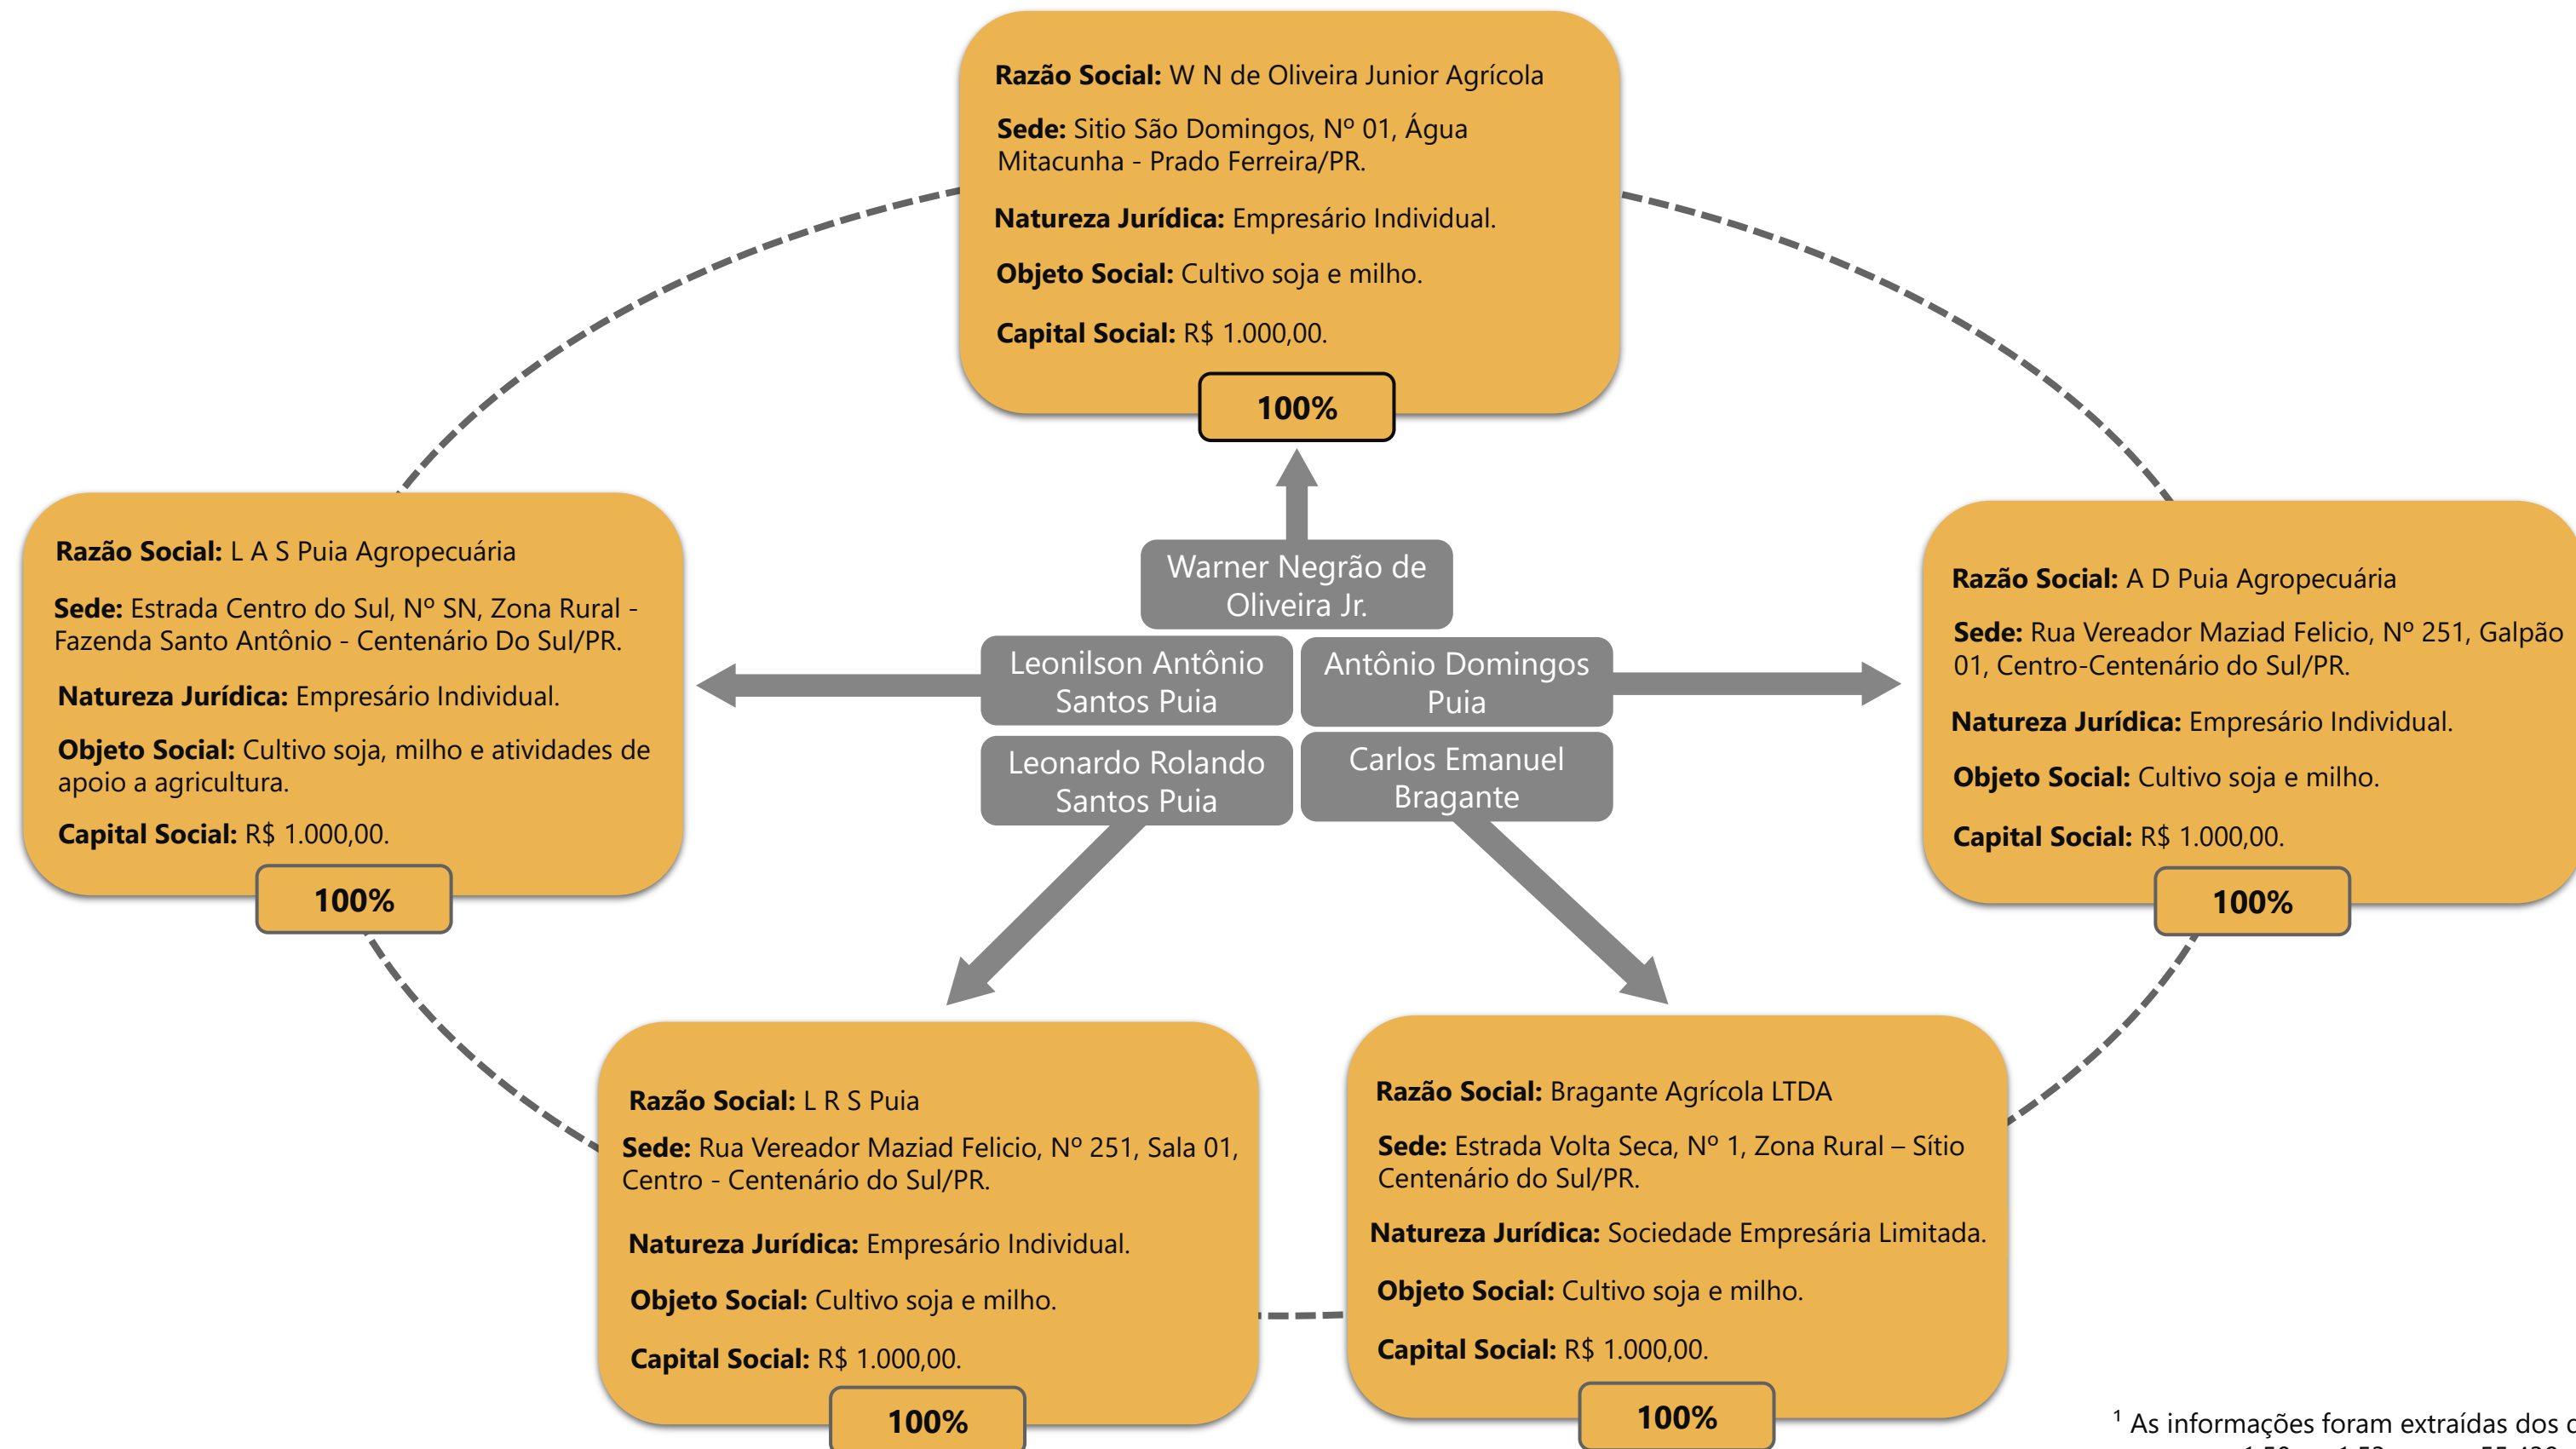 Razão Social: W N de Oliveira Junior Agrícola
Sede: Sitio São Domingos, Nº 01, Água
Mitacunha - Prado Ferreira/PR.
Natureza Jurídica: Empresário Individual.
Objeto Social: Cultivo soja e milho.
Capital Social: R$ 1.000,00.
100%
Razão Social: L A S Puia Agropecuária
Sede: Estrada Centro do Sul, Nº SN, Zona Rural -
Fazenda Santo Antônio - Centenário Do Sul/PR.
Natureza Jurídica: Empresário Individual.
Objeto Social: Cultivo soja, milho e atividades de
apoio a agricultura.
Capital Social: R$ 1.000,00.
100%
Warner Negrão de
Oliveira Jr.
Leonilson Antônio
Santos Puia
Antônio Domingos
Puia
Leonardo Rolando
Santos Puia
Carlos Emanuel
Bragante
Razão Social: A D Puia Agropecuária
Sede: Rua Vereador Maziad Felicio, Nº 251, Galpão
01, Centro-Centenário do Sul/PR.
Natureza Jurídica: Empresário Individual.
Objeto Social: Cultivo soja e milho.
Capital Social: R$ 1.000,00.
100%
Razão Social: L R S Puia
Sede: Rua Vereador Maziad Felicio, Nº 251, Sala 01,
Centro - Centenário do Sul/PR.
Natureza Jurídica: Empresário Individual.
Objeto Social: Cultivo soja e milho.
Capital Social: R$ 1.000,00.
100%
Razão Social: Bragante Agrícola LTDA
Sede: Estrada Volta Seca, Nº 1, Zona Rural – Sítio
Centenário do Sul/PR.
Natureza Jurídica: Sociedade Empresária Limitada.
Objeto Social: Cultivo soja e milho.
Capital Social: R$ 1.000,00.
100%
¹ As informações foram extraídas dos